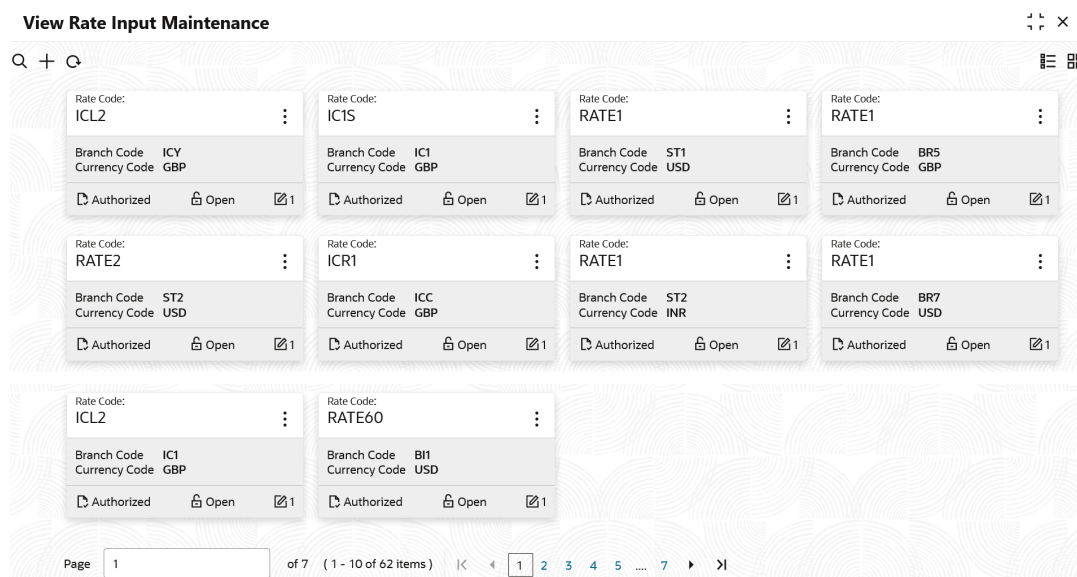 View Rate Input Maintenance
Rate Code: Rate Code: Rate Code: Rate Code:
ICL2 IC1S RATE1 RATE1
Branch Code ICY Branch Code IC1 Branch Code ST1 Branch Code BR5
Currency Code GBP Currency Code GBP Currency Code USD Currency Code GBP
Authorized Open 1 Authorized Open 1 Authorized Open 1 Authorized Open 1
Rate Code: Rate Code: Rate Code: Rate Code:
RATE2 ICR1 RATE1 RATE1
Branch Code ST2 Branch Code ICC Branch Code ST2 Branch Code BR7
Currency Code USD Currency Code GBP Currency Code INR Currency Code USD
Authorized Open 1 Authorized Open 1 Authorized Open 1 Authorized Open 1
Rate Code: Rate Code:
ICL2 RATE60
Branch Code IC1 Branch Code BI1
Currency Code GBP Currency Code USD
Authorized Open 1 Authorized Open 1
Page 1 of 7 ( 1 - 10 of 62 items ) 1 2 3 4 5 .... 7